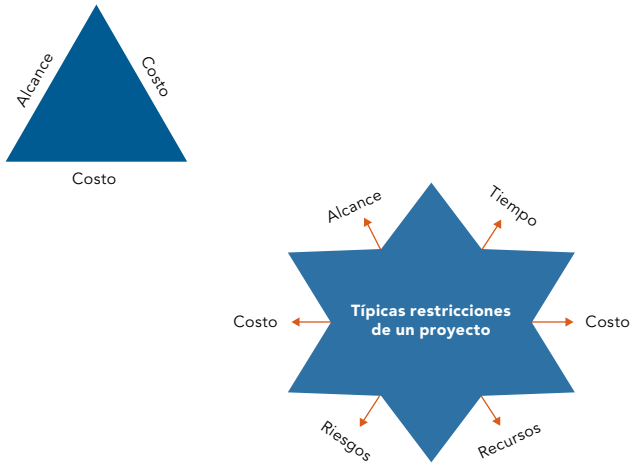 Alcance
Costo
Costo
Alcance
Tiempo
Típicas restricciones
de un proyecto
Costo
Costo
Riesgos
Recursos